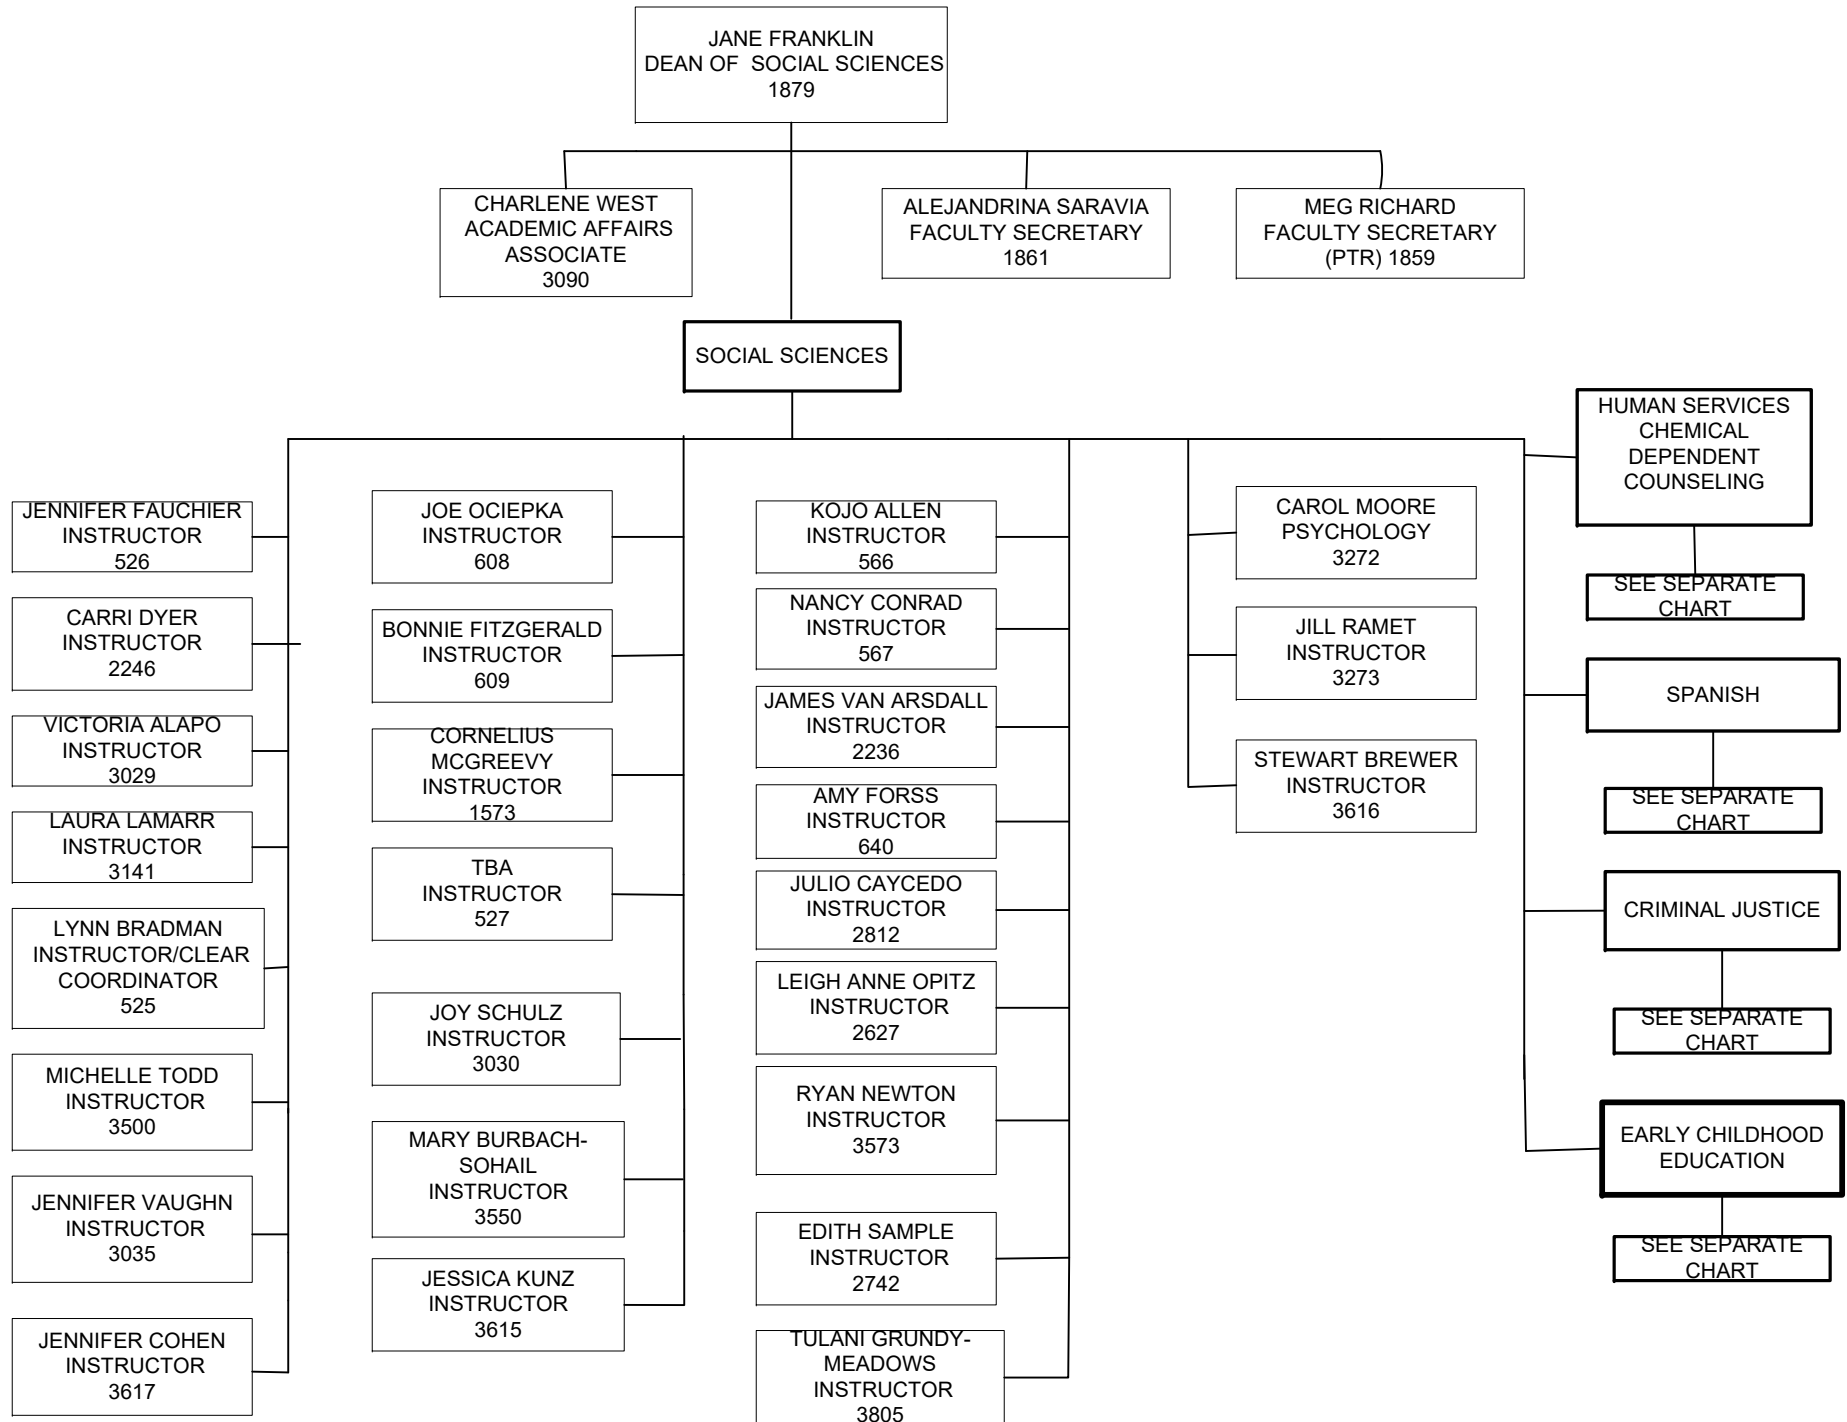 JANE FRANKLIN
DEAN OF SOCIAL SCIENCES
1879
CHARLENE WEST
ACADEMIC AFFAIRS
ASSOCIATE
3090
ALEJANDRINA SARAVIA
FACULTY SECRETARY
1861
MEG RICHARD
FACULTY SECRETARY
(PTR) 1859
SOCIAL SCIENCES
JENNIFER FAUCHIER
INSTRUCTOR
526
CARRI DYER
INSTRUCTOR
2246
VICTORIA ALAPO
INSTRUCTOR
3029
LAURA LAMARR
INSTRUCTOR
3141
LYNN BRADMAN
INSTRUCTOR/CLEAR
COORDINATOR
525
MICHELLE TODD
INSTRUCTOR
3500
JENNIFER VAUGHN
INSTRUCTOR
3035
JENNIFER COHEN
INSTRUCTOR
3617
JOE OCIEPKA
INSTRUCTOR
608
BONNIE FITZGERALD
INSTRUCTOR
609
CORNELIUS
MCGREEVY
INSTRUCTOR
1573
TBA
INSTRUCTOR
527
JOY SCHULZ
INSTRUCTOR
3030
MARY BURBACH-
SOHAIL
INSTRUCTOR
3550
JESSICA KUNZ
INSTRUCTOR
3615
KOJO ALLEN
INSTRUCTOR
566
NANCY CONRAD
INSTRUCTOR
567
JAMES VAN ARSDALL
INSTRUCTOR
2236
AMY FORSS
INSTRUCTOR
640
JULIO CAYCEDO
INSTRUCTOR
2812
LEIGH ANNE OPITZ
INSTRUCTOR
2627
RYAN NEWTON
INSTRUCTOR
3573
EDITH SAMPLE
INSTRUCTOR
2742
TULANI GRUNDY-
MEADOWS
INSTRUCTOR
3805
CAROL MOORE
PSYCHOLOGY
3272
JILL RAMET
INSTRUCTOR
3273
STEWART BREWER
INSTRUCTOR
3616
HUMAN SERVICES
CHEMICAL
DEPENDENT
COUNSELING
SEE SEPARATE
CHART
SPANISH
SEE SEPARATE
CHART
CRIMINAL JUSTICE
SEE SEPARATE
CHART
EARLY CHILDHOOD
EDUCATION
SEE SEPARATE
CHART